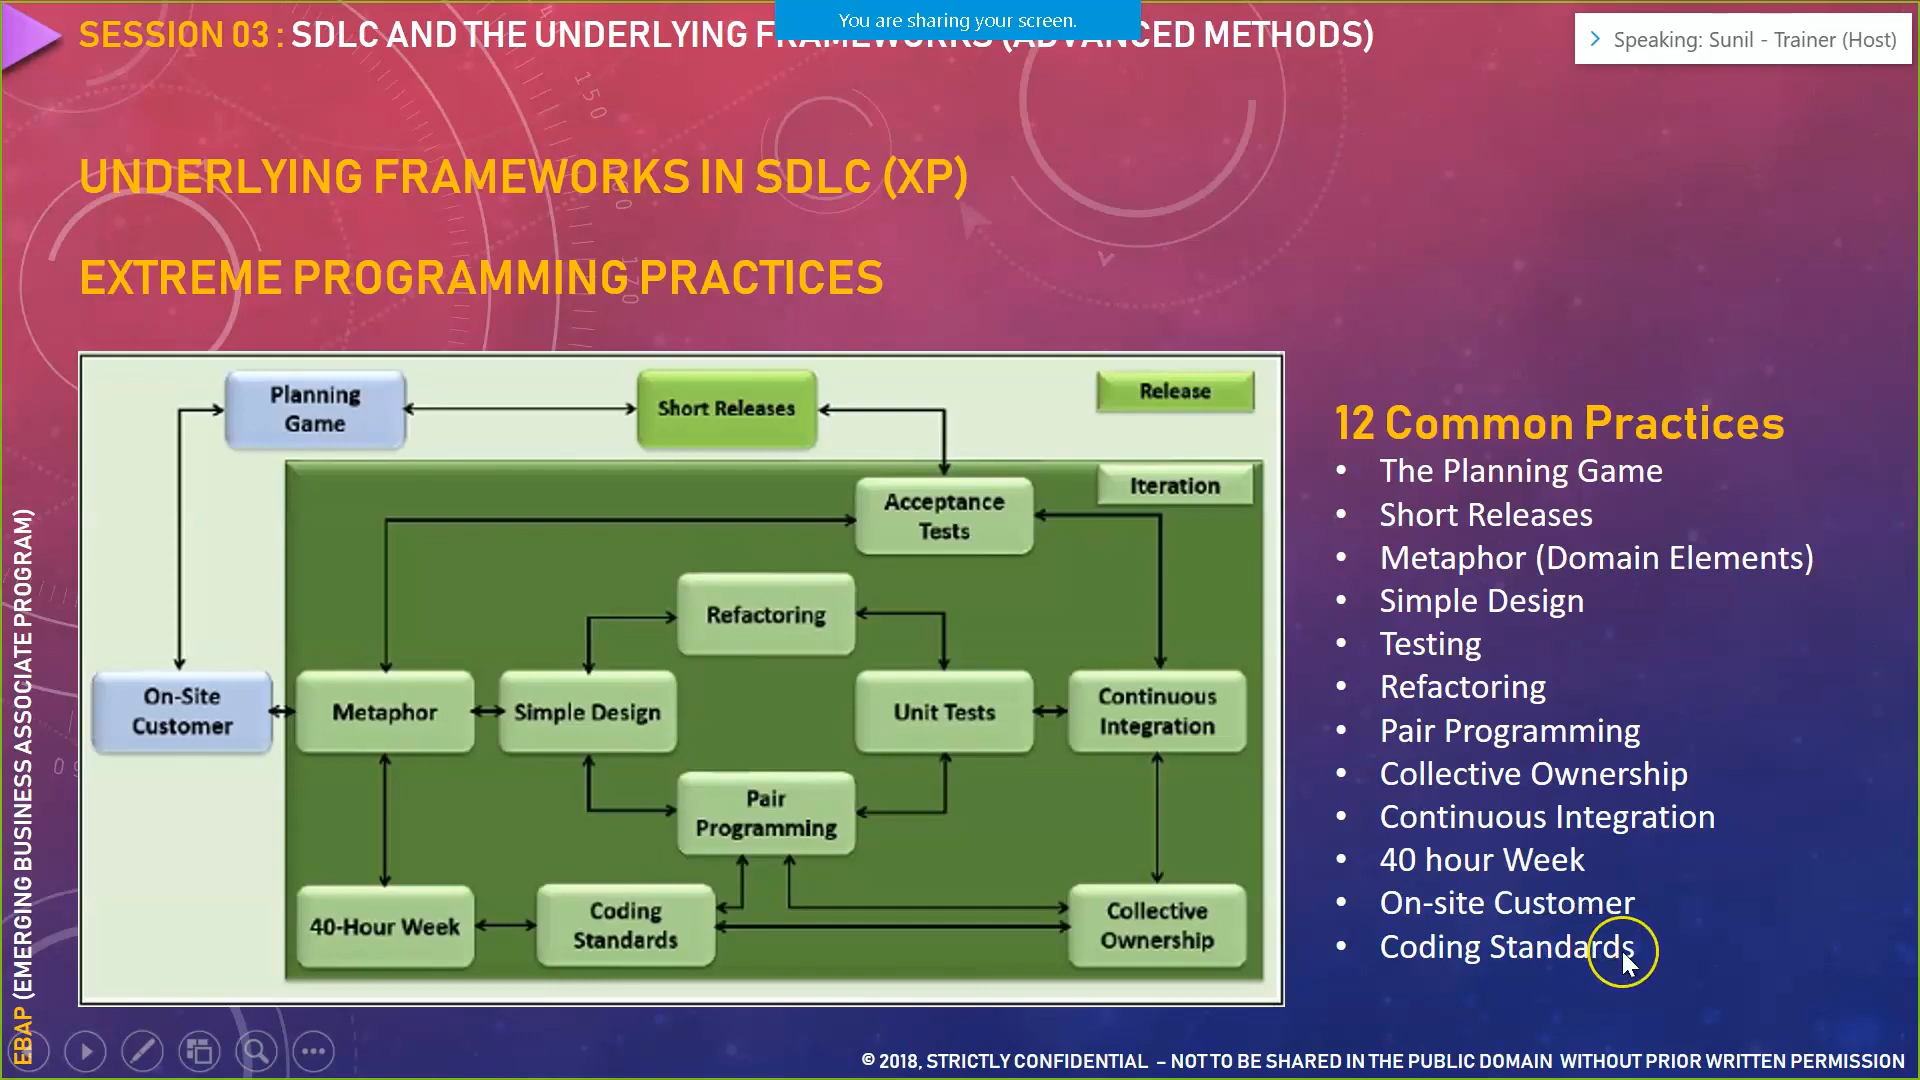 You are sharing your screen.
SESSION 03 : SDLC AND THE UNDERLYING FRAMEWORKS (ADVANCED METHODS)
Speaking: Sunil - Trainer (Host)
UNDERLYING FRAMEWORKS IN SDLC (XP)
EXTREME PROGRAMMING PRACTICES
Planning
Game
Short Releases
Release
Iteration
Acceptance
Tests
Refactoring
On-Site
Customer
Metaphor
Simple Design
Unit Tests
Continuous
Integration
Pair
Programming
40-Hour Week
Coding
Standards
Collective
Ownership
12 Common Practices
• The Planning Game
• Short Releases
• Metaphor (Domain Elements)
• Simple Design
• Testing
• Refactoring
• Pair Programming
• Collective Ownership
• Continuous Integration
• 40 hour Week
• On-site Customer
• Coding Standards
EBAP (EMERGING BUSINESS ASSOCIATE PROGRAM)
150
170
© 2018, STRICTLY CONFIDENTIAL – NOT TO BE SHARED IN THE PUBLIC DOMAIN WITHOUT PRIOR WRITTEN PERMISSION